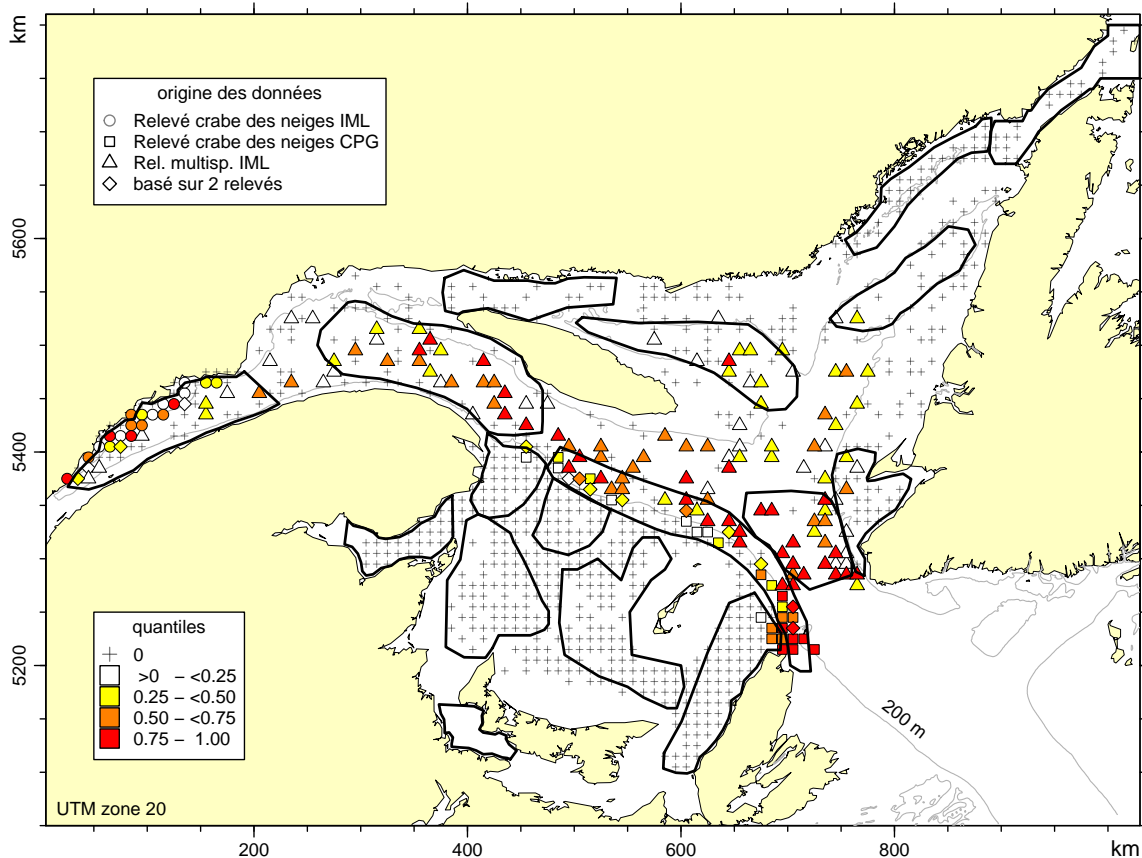 km
origine des données
Relevé crabe des neiges IML
Relevé crabe des neiges CPG
Rel. multisp. IML
basé sur 2 relevés
5600
5400
5200
quantiles
0
>0 − <0.25
0.25 − <0.50
0.50 − <0.75
0.75 − 1.00
200 m
UTM zone 20
200 400 600 800 km